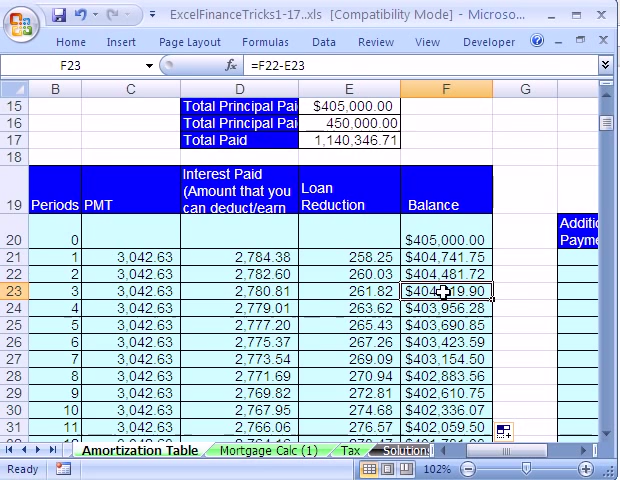 ExcelFinanceTricks1-17..xls [Compatibility Mode] - Microso...
Home Insert Page Layout Formulas Data Review View Developer
F23 fx =F22-E23
B C D E F G
15 Total Principal Pai $405,000.00
16 Total Principal Pai 450,000.00
17 Total Paid 1,140,346.71
18
Interest Paid
(Amount that you Loan
19 Periods PMT can deduct/earn Reduction Balance
Additio
20 0 $405,000.00 Payme
21 1 3,042.63 2,784.38 258.25 $404,741.75
22 2 3,042.63 2,782.60 260.03 $404,481.72
23 3 3,042.63 2,780.81 261.82
24 4 3,042.63 2,779.01 263.62 $403,956.28
25 5 3,042.63 2,777.20 265.43 $403,690.85
26 6 3,042.63 2,775.37 267.26 $403,423.59
27 7 3,042.63 2,773.54 269.09 $403,154.50
28 8 3,042.63 2,771.69 270.94 $402,883.56
29 9 3,042.63 2,769.82 272.81 $402,610.75
30 10 3,042.63 2,767.95 274.68 $402,336.07
31 11 3,042.63 2,766.06 276.57 $402,059.50
Amortization Table Mortgage Calc (1) Tax Solution
Ready 102%